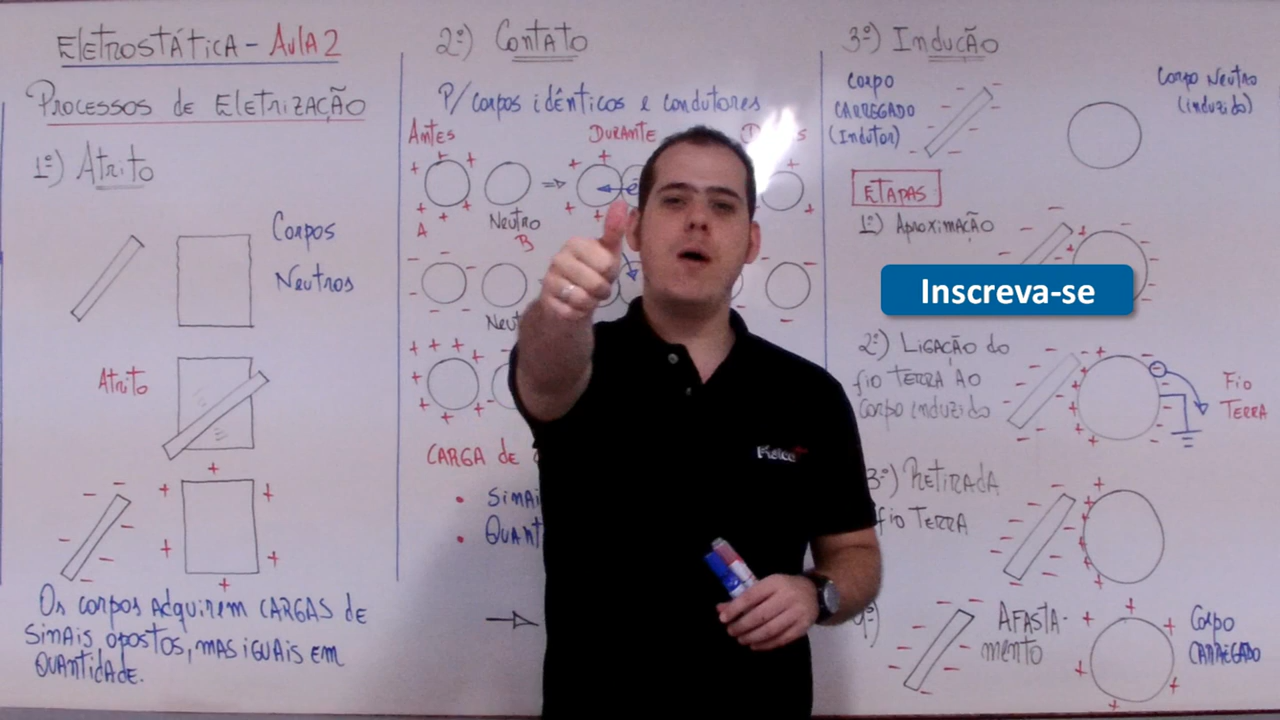 Eletrostática - Aula 2
Processos de Eletrização
1º) Atrito
Corpos
Neutros
Atrito
Os corpos adquirem cargas de
sinais opostos, mas iguais em
quantidade.
2º) Contato
P/ corpos idênticos e condutores
Antes
Durante
Neutro
A
B
Carga de
• Sinai
• Quant
3º) Indução
Corpo
carregado
(Indutor)
Corpo Neutro
(induzido)
Etapas:
1º) Aproximação
Inscreva-se
2º) Ligação do
fio terra ao
corpo induzido
Fio
Terra
3º) Retirada
fio terra
Afasta-
mento
Corpo
carregado